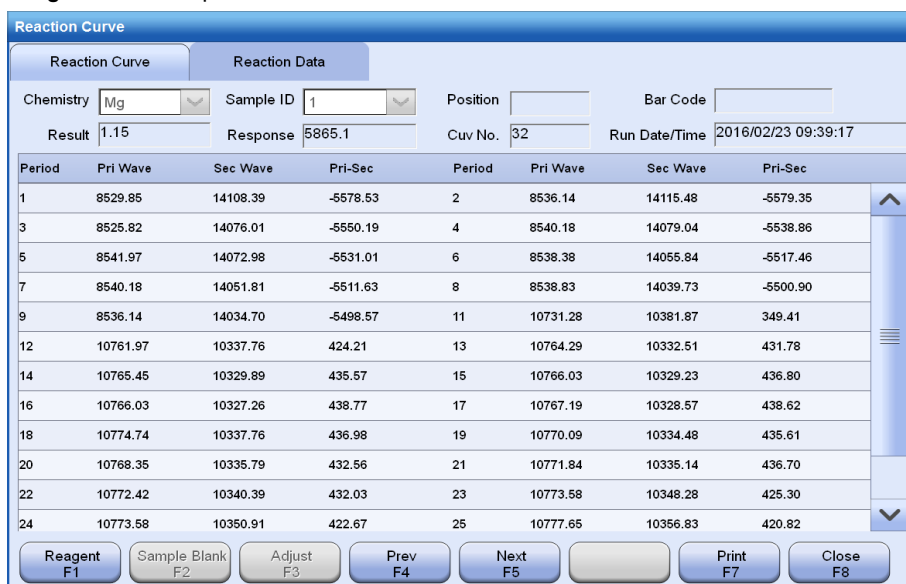 Reaction Curve
Reaction Curve Reaction Data
Chemistry Mg Sample ID 1 Position Bar Code
Result 1.15 Response 5865.1 Cuv No. 32 Run Date/Time 2016/02/23 09:39:17
Period Pri Wave Sec Wave Pri-Sec Period Pri Wave Sec Wave Pri-Sec
1 8529.85 14108.39 -5578.53 2 8536.14 14115.48 -5579.35
3 8525.82 14076.01 -5550.19 4 8540.18 14079.04 -5538.86
5 8541.97 14072.98 -5531.01 6 8538.38 14055.84 -5517.46
7 8540.18 14051.81 -5511.63 8 8538.83 14039.73 -5500.90
9 8536.14 14034.70 -5498.57 11 10731.28 10381.87 349.41
12 10761.97 10337.76 424.21 13 10764.29 10332.51 431.78
14 10765.45 10329.89 435.57 15 10766.03 10329.23 436.80
16 10766.03 10327.26 438.77 17 10767.19 10328.57 438.62
18 10774.74 10337.76 436.98 19 10770.09 10334.48 435.61
20 10768.35 10335.79 432.56 21 10771.84 10335.14 436.70
22 10772.42 10340.39 432.03 23 10773.58 10348.28 425.30
24 10773.58 10350.91 422.67 25 10777.65 10356.83 420.82
Reagent Sample Blank Adjust Prev Next Print Close
F1 F2 F3 F4 F5 F7 F8